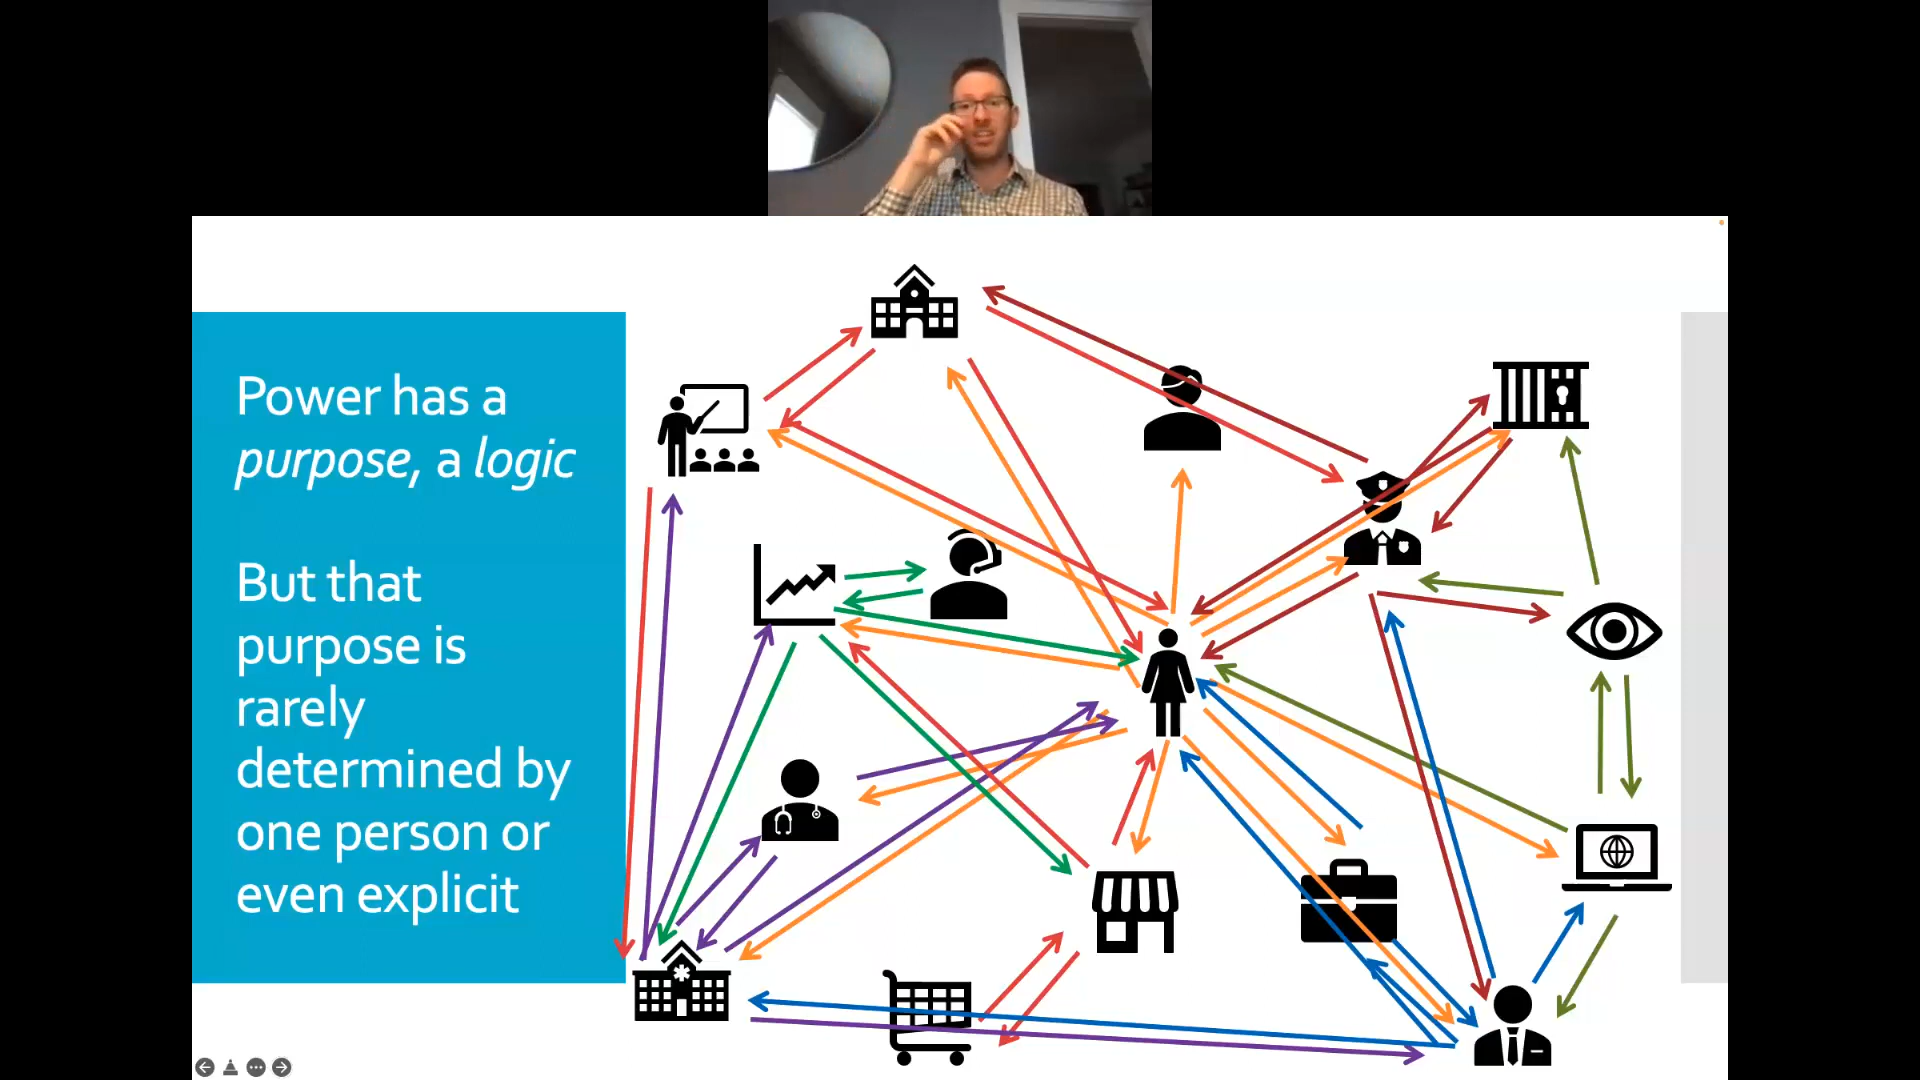 Power has a
purpose, a logic
But that
purpose is
rarely
determined by
one person or
even explicit